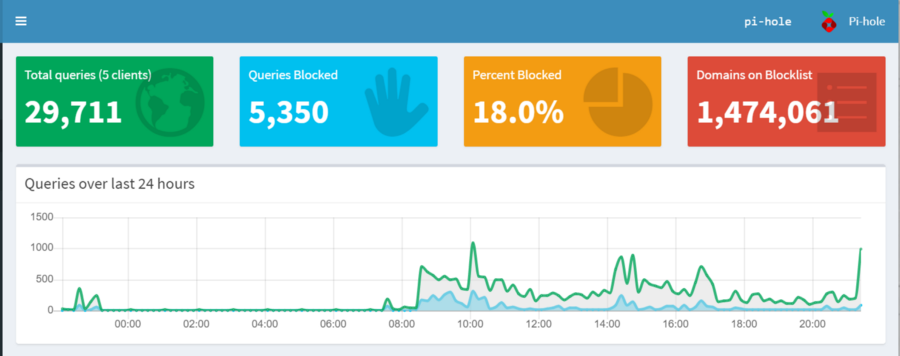 pi-hole Pi-hole
Total queries (5 clients)
29,711
Queries Blocked
5,350
Percent Blocked
18.0%
Domains on Blocklist
1,474,061
Queries over last 24 hours
1500
1000
500
0
00:00 02:00 04:00 06:00 08:00 10:00 12:00 14:00 16:00 18:00 20:00